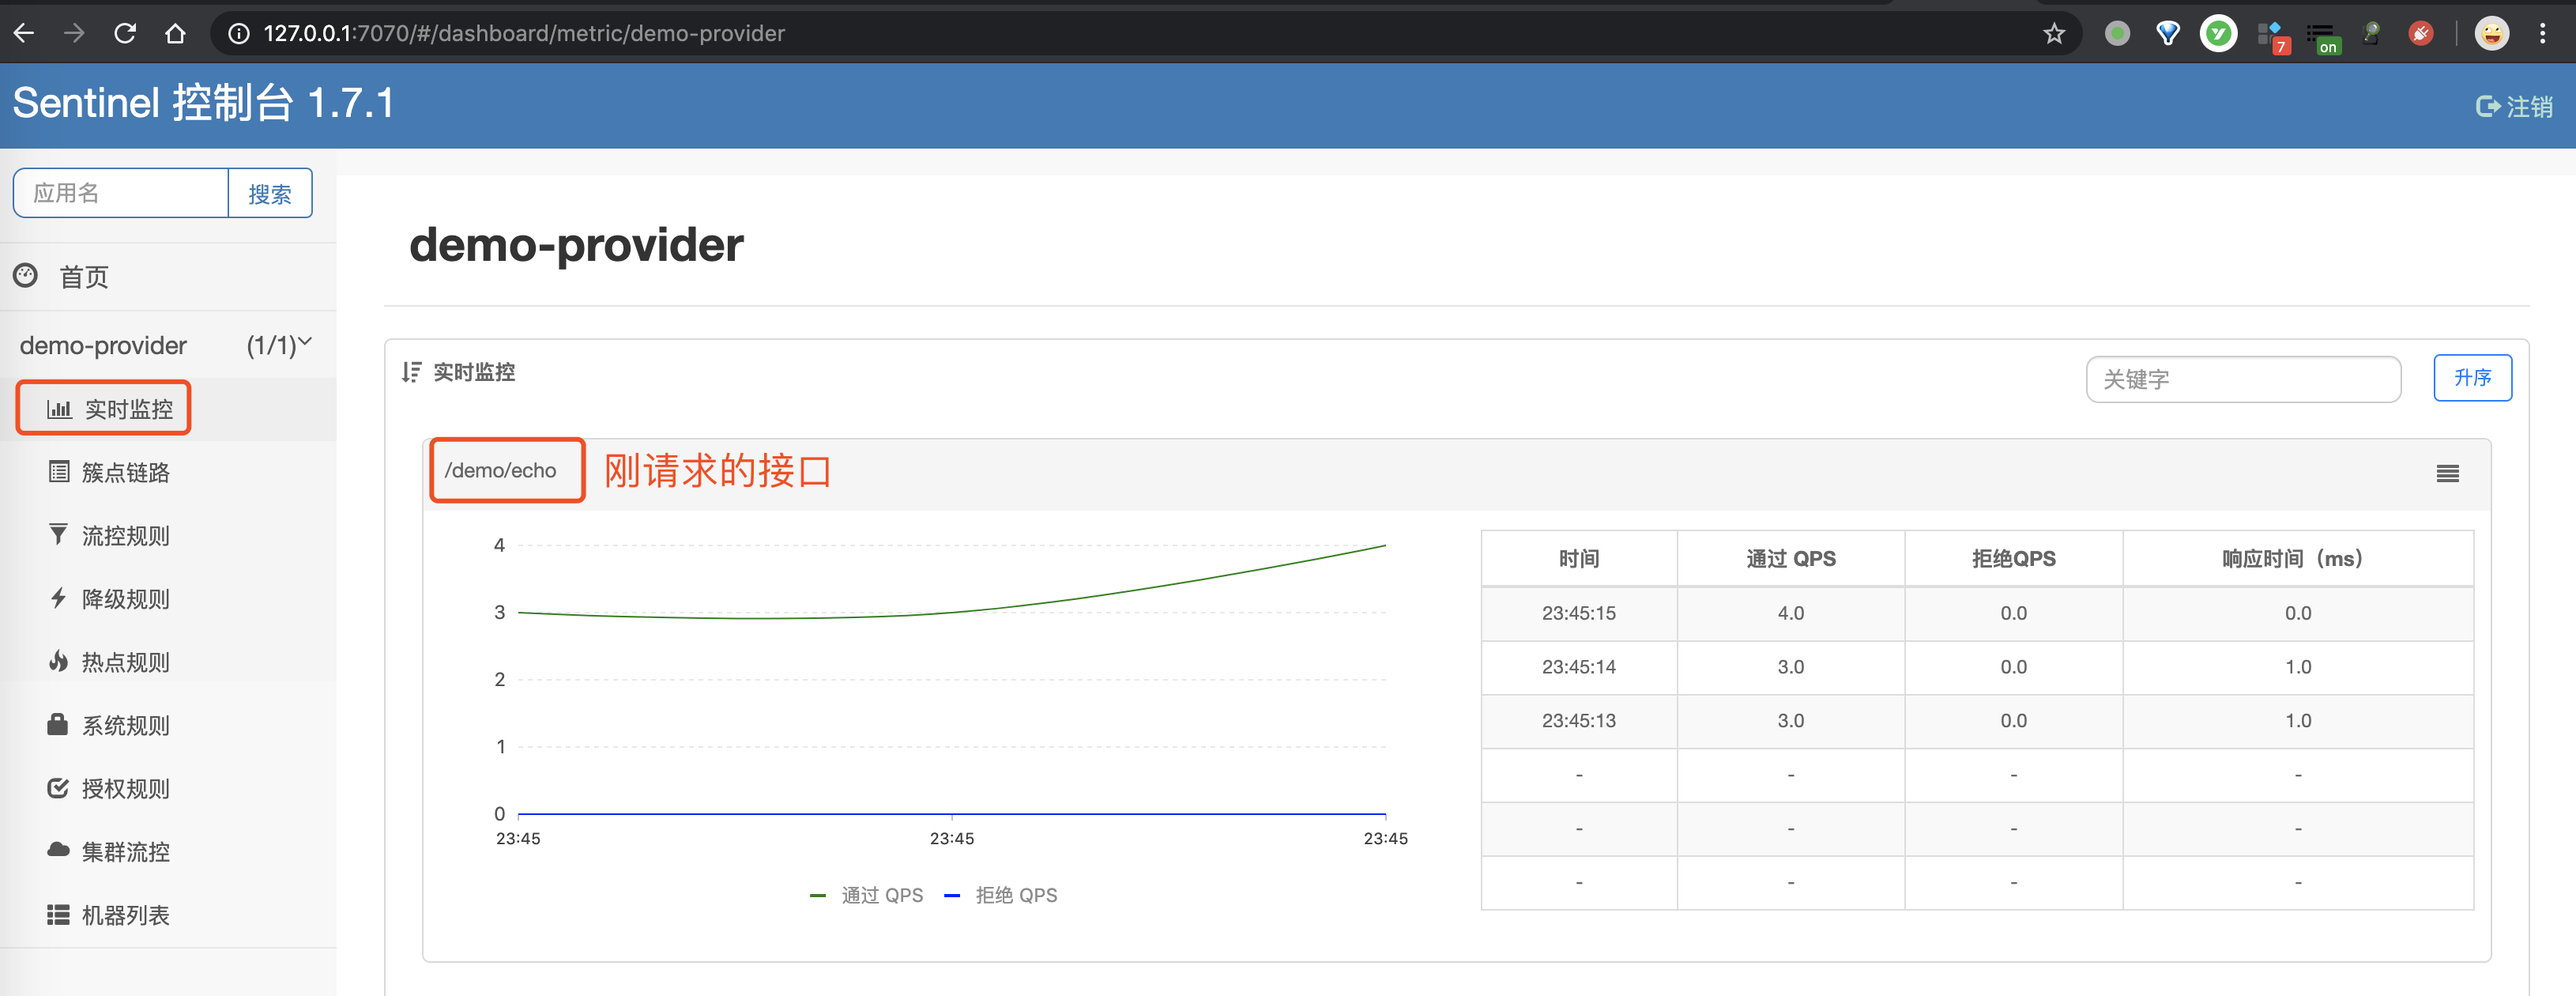 127.0.0.1:7070/#/dashboard/metric/demo-provider
7
on
Sentinel 控制台 1.7.1
注销
应用名
搜索
首页
demo-provider (1/1)
实时监控
簇点链路
流控规则
降级规则
热点规则
系统规则
授权规则
集群流控
机器列表
demo-provider
实时监控
关键字
升序
/demo/echo
刚请求的接口
4
3
2
1
0
23:45 23:45 23:45
通过 QPS 拒绝 QPS
时间 通过 QPS 拒绝QPS 响应时间（ms）
23:45:15 4.0 0.0 0.0
23:45:14 3.0 0.0 1.0
23:45:13 3.0 0.0 1.0
- - - -
- - - -
- - - -